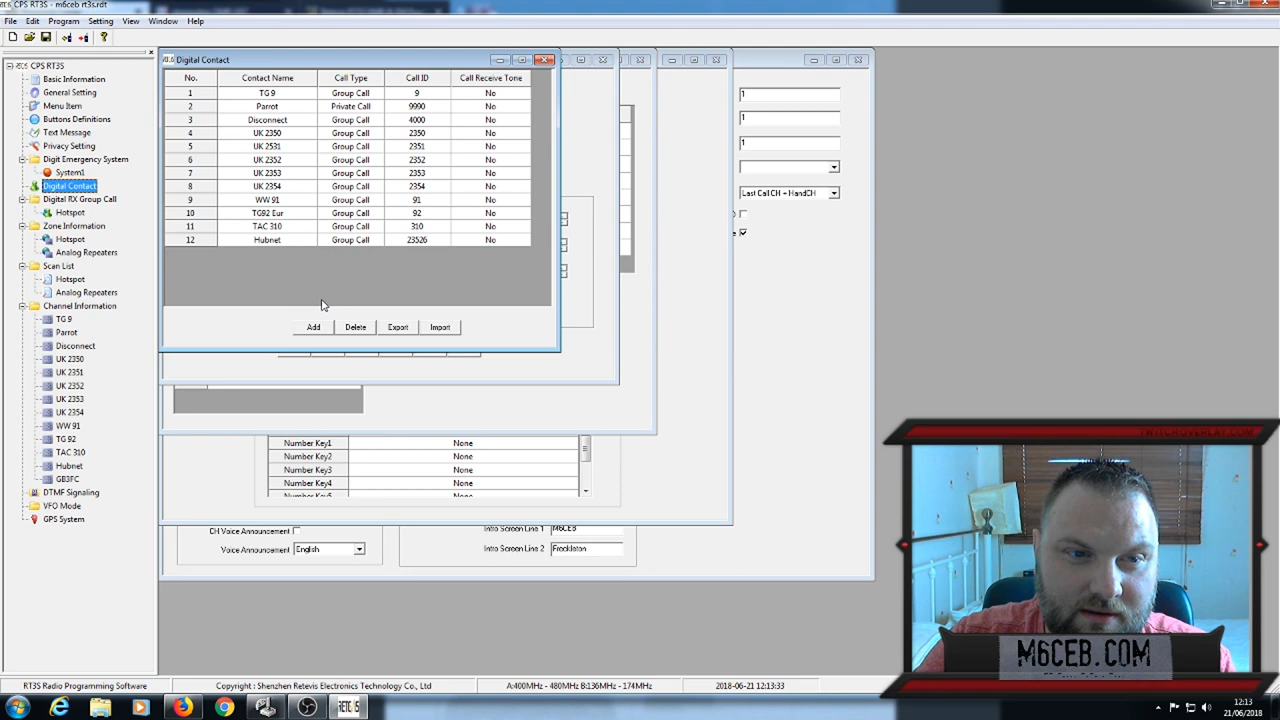 CPS RT3S - m6ceb rt3s.rdt
File Edit Program Setting View Window Help
CPS RT3S
Basic Information
General Setting
Menu Item
Buttons Definitions
Text Message
Privacy Setting
Digit Emergency System
System1
Digital Contact
Digital RX Group Call
Hotspot
Zone Information
Hotspot
Analog Repeaters
Scan List
Hotspot
Analog Repeaters
Channel Information
TG 9
Parrot
Disconnect
UK 2350
UK 2351
UK 2352
UK 2353
UK 2354
WW 91
TG 92
TAC 310
Hubnet
GB3FC
DTMF Signaling
VFO Mode
GPS System
Digital Contact
No. Contact Name Call Type Call ID Call Receive Tone
1 TG 9 Group Call 9 No
2 Parrot Private Call 9990 No
3 Disconnect Group Call 4000 No
4 UK 2350 Group Call 2350 No
5 UK 2531 Group Call 2351 No
6 UK 2352 Group Call 2352 No
7 UK 2353 Group Call 2353 No
8 UK 2354 Group Call 2354 No
9 WW 91 Group Call 91 No
10 TG92 Eur Group Call 92 No
11 TAC 310 Group Call 310 No
12 Hubnet Group Call 23526 No
Add Delete Export Import
1
1
1
Last Call CH + HandCH
Number Key1 None
Number Key2 None
Number Key3 None
Number Key4 None
Number Key5 None
CH Voice Announcement
Voice Announcement English
Intro Screen Line 1 M6CEB
Intro Screen Line 2 Freckleton
TWITCHOVERLAY.COM
M6CEB.COM
RT3S Radio Programming Software Copyright : Shenzhen Retevis Electronics Technology Co., Ltd A:400MHz - 480MHz B:136MHz - 174MHz 2018-06-21 12:13:33
RETEVIS
12:13
21/06/2018